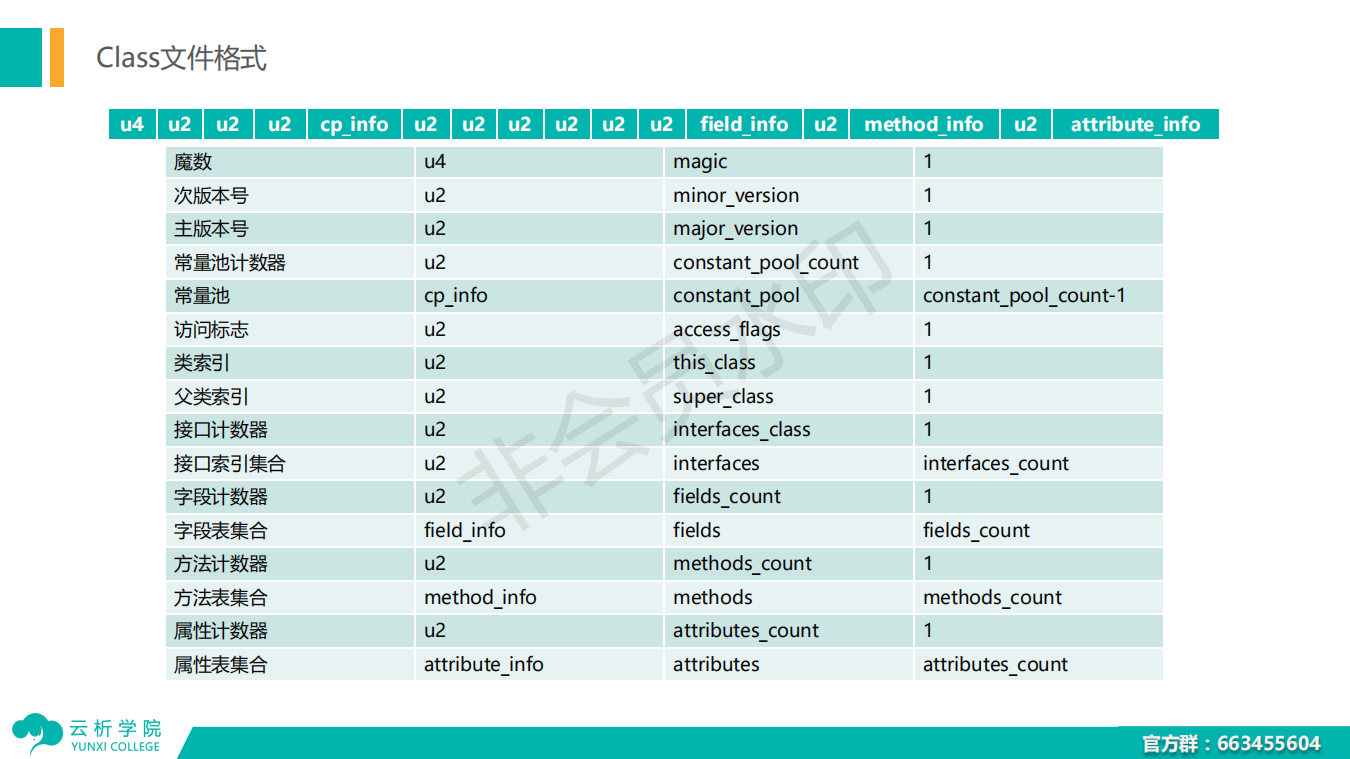 Class文件格式
u4 u2 u2 u2 cp_info u2 u2 u2 u2 u2 u2 field_info u2 method_info u2 attribute_info
魔数 u4 magic 1
次版本号 u2 minor_version 1
主版本号 u2 major_version 1
常量池计数器 u2 constant_pool_count 1
常量池 cp_info constant_pool constant_pool_count-1
访问标志 u2 access_flags 1
类索引 u2 this_class 1
父类索引 u2 super_class 1
接口计数器 u2 interfaces_class 1
接口索引集合 u2 interfaces interfaces_count
字段计数器 u2 fields_count 1
字段表集合 field_info fields fields_count
方法计数器 u2 methods_count 1
方法表集合 method_info methods methods_count
属性计数器 u2 attributes_count 1
属性表集合 attribute_info attributes attributes_count
非会员水印
云析学院
YUNXI COLLEGE
官方群：663455604